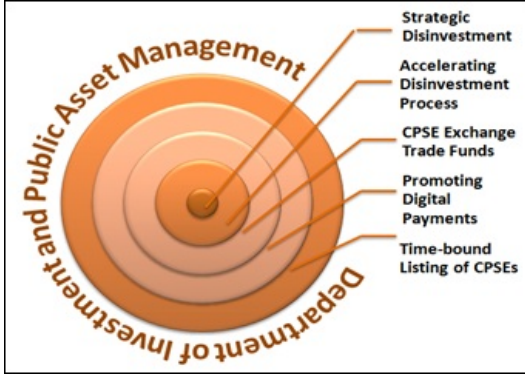 Department of Investment and Public Asset Management
Strategic
Disinvestment
Accelerating
Disinvestment
Process
CPSE Exchange
Trade Funds
Promoting
Digital
Payments
Time-bound
Listing of CPSEs